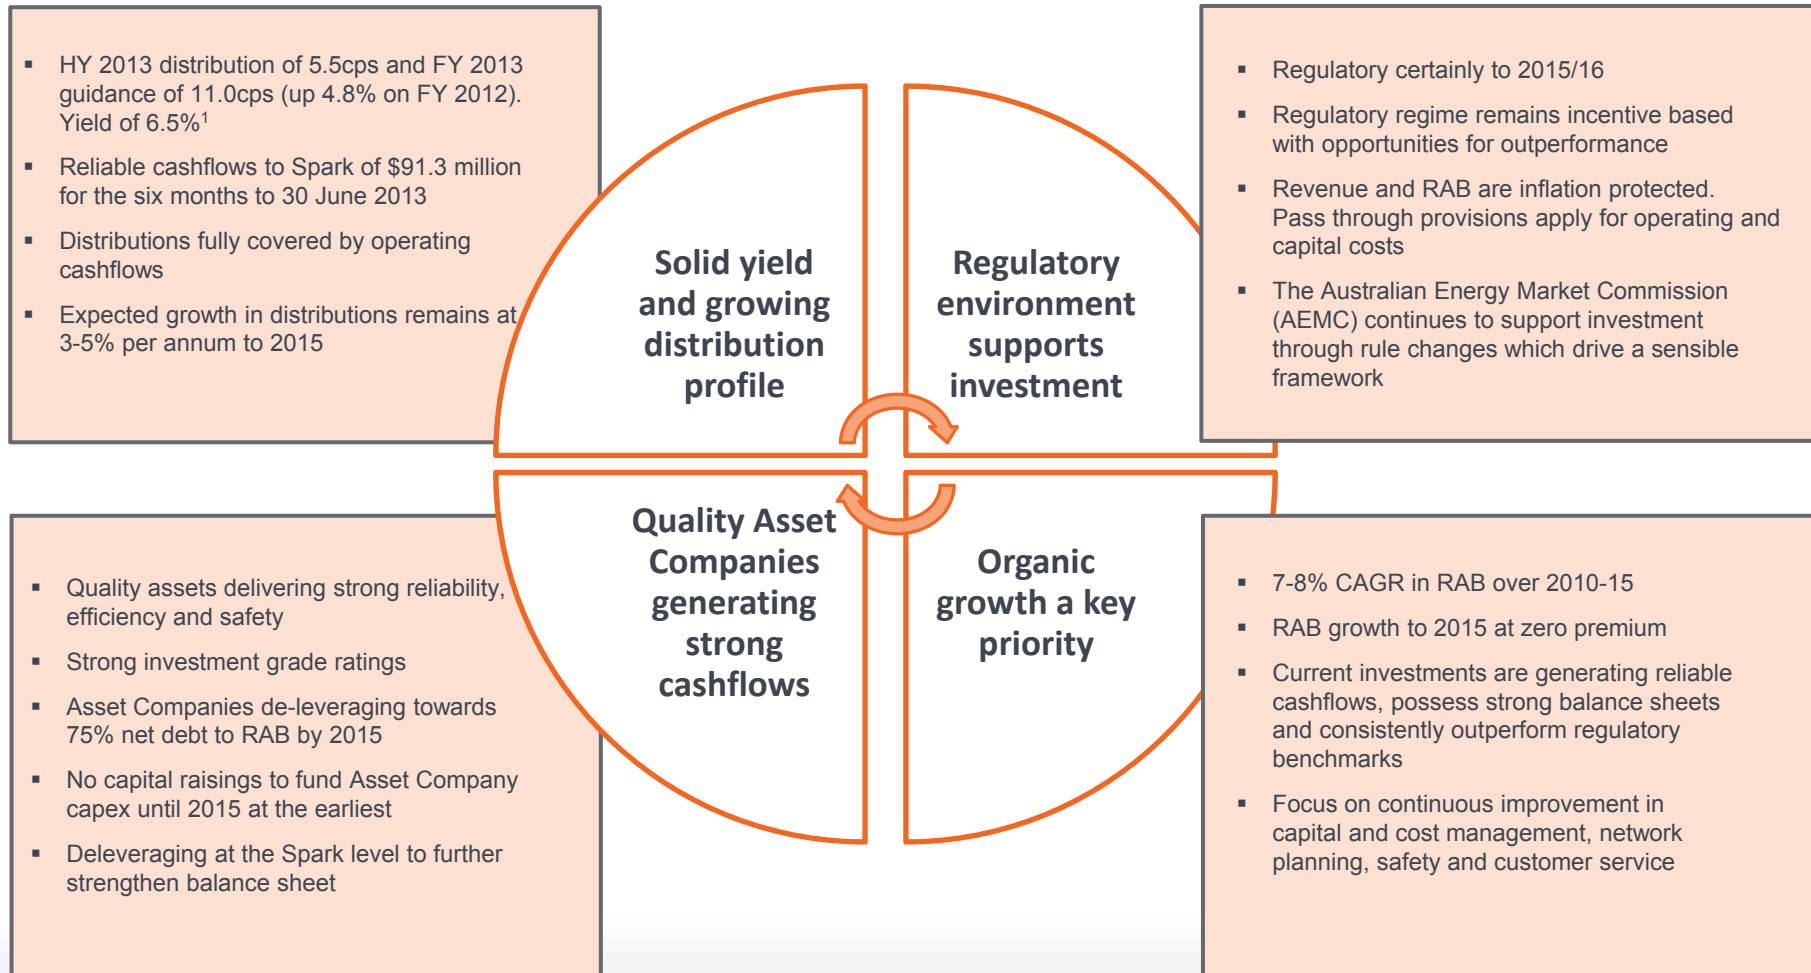 ▪ HY 2013 distribution of 5.5cps and FY 2013
guidance of 11.0cps (up 4.8% on FY 2012).
Yield of 6.5%¹
▪ Reliable cashflows to Spark of $91.3 million
for the six months to 30 June 2013
▪ Distributions fully covered by operating
cashflows
▪ Expected growth in distributions remains at
3-5% per annum to 2015
Solid yield
and growing
distribution
profile
Regulatory
environment
supports
investment
▪ Regulatory certainly to 2015/16
▪ Regulatory regime remains incentive based
with opportunities for outperformance
▪ Revenue and RAB are inflation protected.
Pass through provisions apply for operating and
capital costs
▪ The Australian Energy Market Commission
(AEMC) continues to support investment
through rule changes which drive a sensible
framework
▪ Quality assets delivering strong reliability,
efficiency and safety
▪ Strong investment grade ratings
▪ Asset Companies de-leveraging towards
75% net debt to RAB by 2015
▪ No capital raisings to fund Asset Company
capex until 2015 at the earliest
▪ Deleveraging at the Spark level to further
strengthen balance sheet
Quality Asset
Companies
generating
strong
cashflows
Organic
growth a key
priority
▪ 7-8% CAGR in RAB over 2010-15
▪ RAB growth to 2015 at zero premium
▪ Current investments are generating reliable
cashflows, possess strong balance sheets
and consistently outperform regulatory
benchmarks
▪ Focus on continuous improvement in
capital and cost management, network
planning, safety and customer service